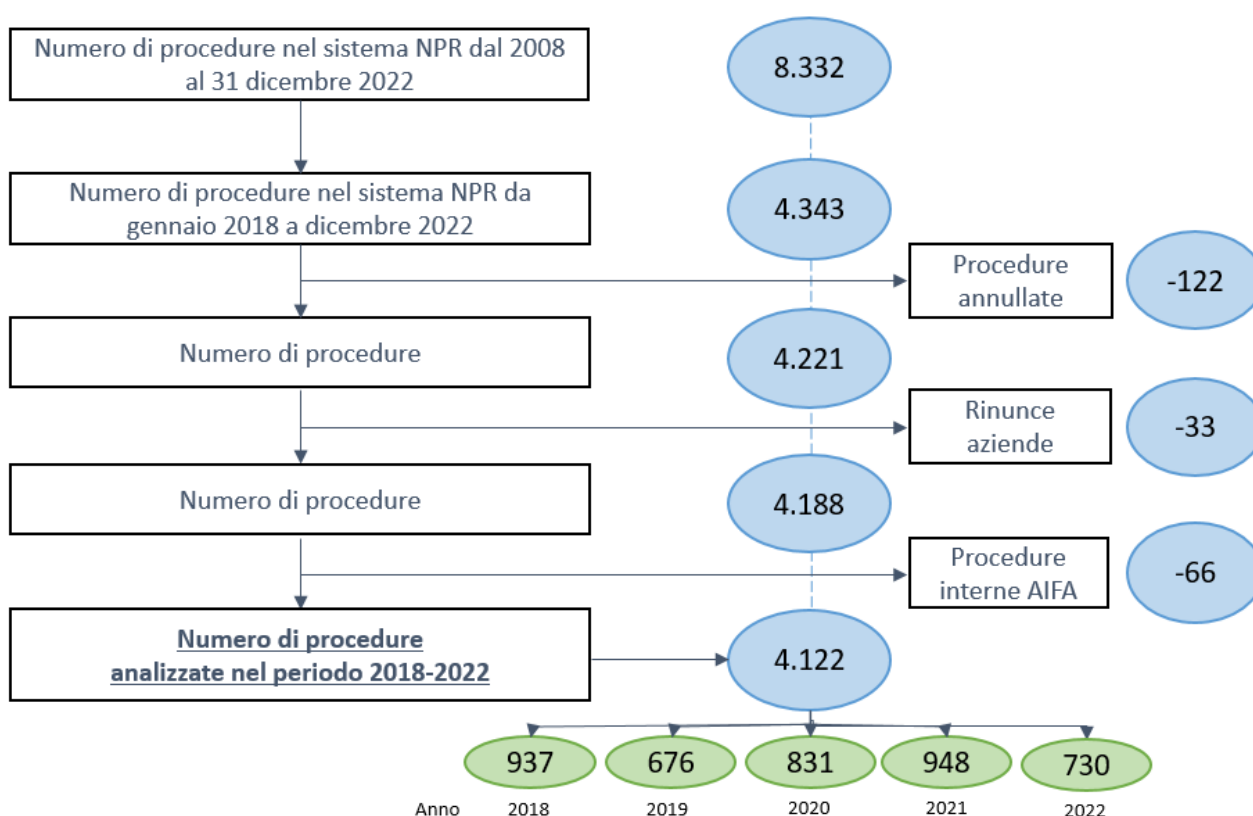 Numero di procedure nel sistema NPR dal 2008
al 31 dicembre 2022
8.332
Numero di procedure nel sistema NPR da
gennaio 2018 a dicembre 2022
4.343
Procedure
annullate
-122
Numero di procedure
4.221
Rinunce
aziende
-33
Numero di procedure
4.188
Procedure
interne AIFA
-66
Numero di procedure
analizzate nel periodo 2018-2022
4.122
937 676 831 948 730
Anno 2018 2019 2020 2021 2022